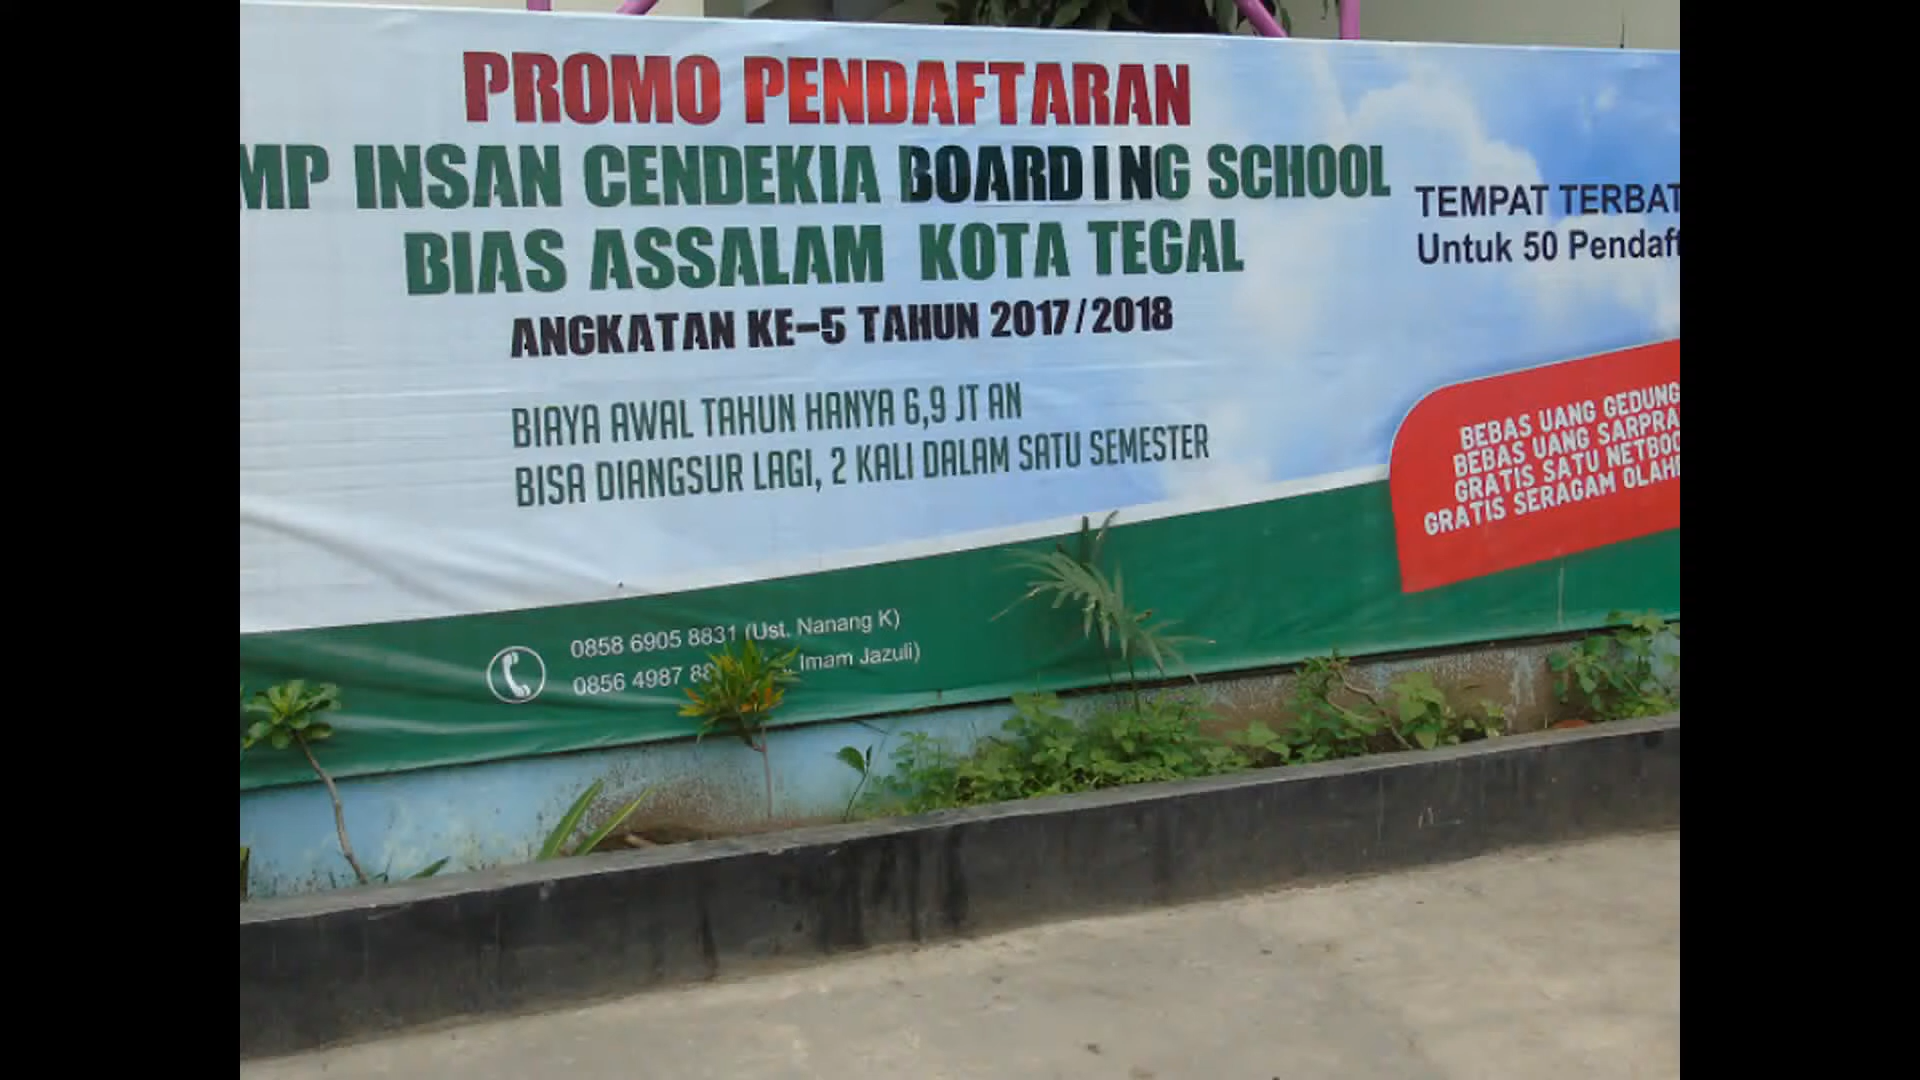 PROMO PENDAFTARAN
MP INSAN CENDEKIA BOARDING SCHOOL
BIAS ASSALAM KOTA TEGAL
ANGKATAN KE-5 TAHUN 2017/2018
BIAYA AWAL TAHUN HANYA 6,9 JT AN
BISA DIANGSUR LAGI, 2 KALI DALAM SATU SEMESTER
TEMPAT TERBAT
Untuk 50 Pendaft
BEBAS UANG GEDUNG
BEBAS UANG SARPRA
GRATIS SATU NETBOO
GRATIS SERAGAM OLAH
0858 6905 8831 (Ust. Nanang K)
0856 4987 88 Imam Jazuli)